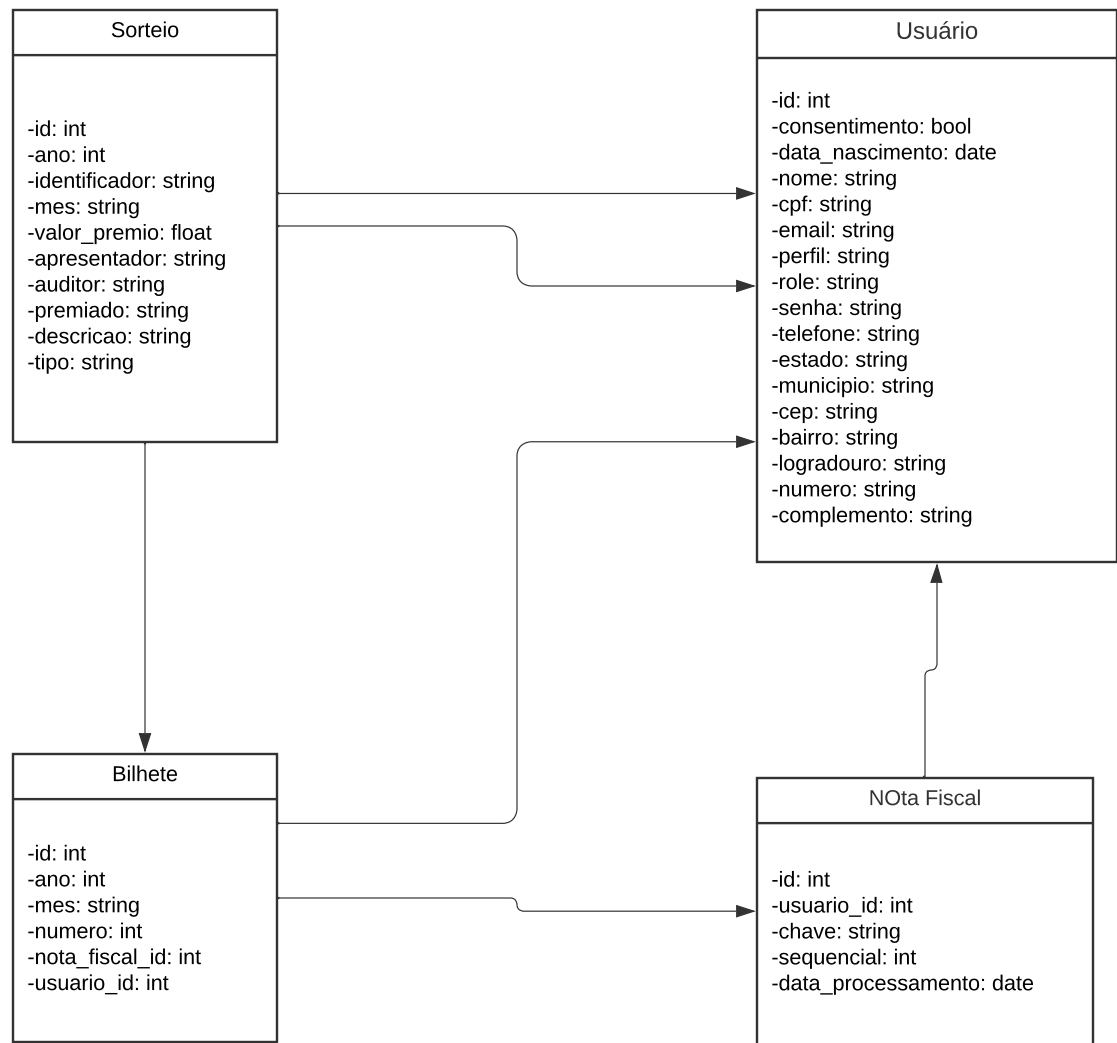 Sorteio
-id: int
-ano: int
-identificador: string
-mes: string
-valor_premio: float
-apresentador: string
-auditor: string
-premiado: string
-descricao: string
-tipo: string
Usuário
-id: int
-consentimento: bool
-data_nascimento: date
-nome: string
-cpf: string
-email: string
-perfil: string
-role: string
-senha: string
-telefone: string
-estado: string
-municipio: string
-cep: string
-bairro: string
-logradouro: string
-numero: string
-complemento: string
Bilhete
-id: int
-ano: int
-mes: string
-numero: int
-nota_fiscal_id: int
-usuario_id: int
NOta Fiscal
-id: int
-usuario_id: int
-chave: string
-sequencial: int
-data_processamento: date